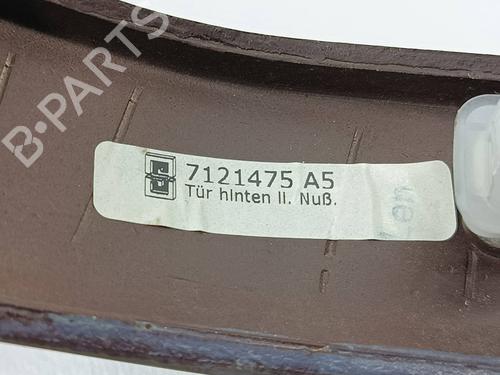 B-PARTS
7121475 A5
Tür hinten li. Nuß.